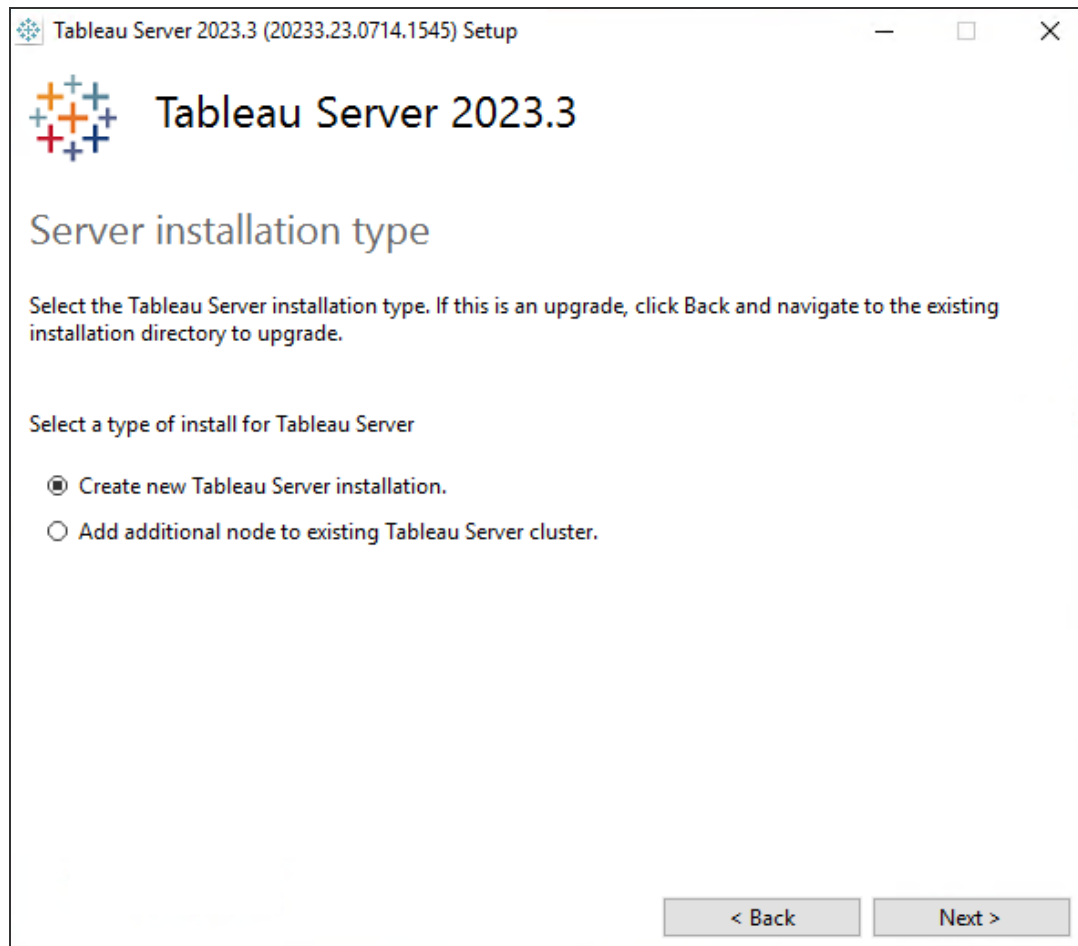 Tableau Server 2023.3 (20233.23.0714.1545) Setup
Tableau Server 2023.3
Server installation type
Select the Tableau Server installation type. If this is an upgrade, click Back and navigate to the existing
installation directory to upgrade.
Select a type of install for Tableau Server
Create new Tableau Server installation.
Add additional node to existing Tableau Server cluster.
< Back
Next >